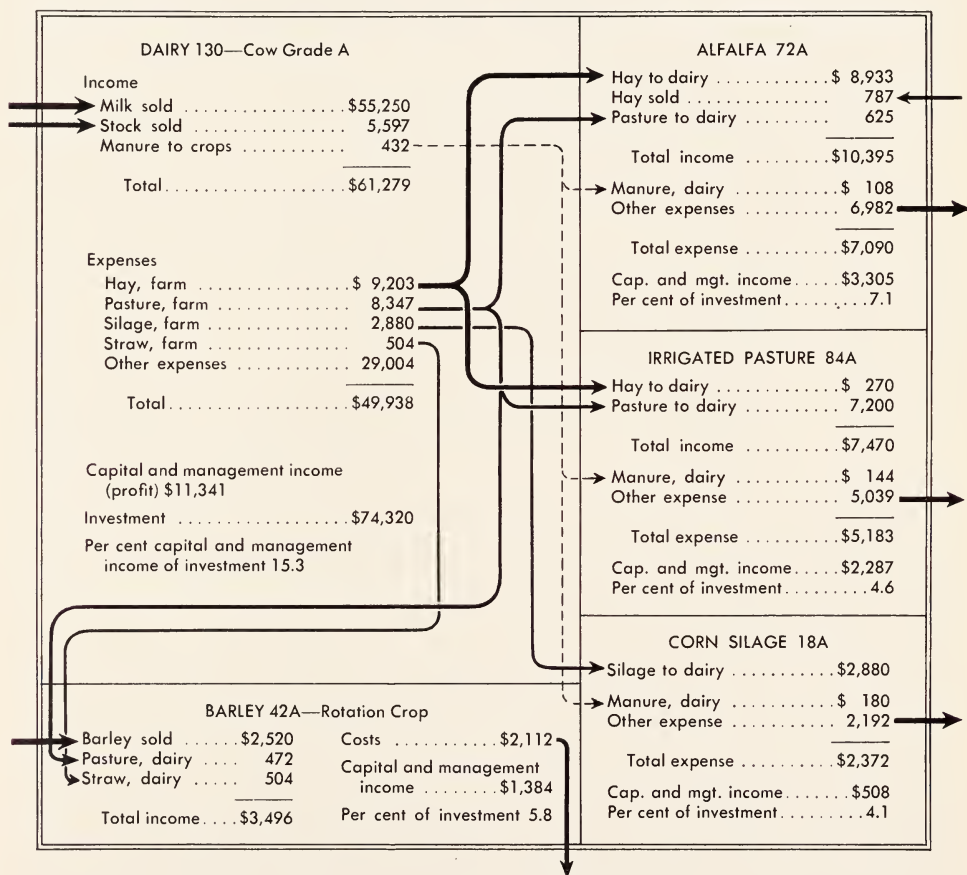 DAIRY 130—Cow Grade A
Income
Milk sold .................... $55,250
Stock sold .................. 5,597
Manure to crops ........... 432
Total ..................... $61,279
Expenses
Hay, farm ................. $ 9,203
Pasture, farm .............. 8,347
Silage, farm ............... 2,880
Straw, farm ................ 504
Other expenses ........... 29,004
Total ..................... $49,938
Capital and management income
(profit) $11,341
Investment .................. $74,320
Per cent capital and management
income of investment 15.3
ALFALFA 72A
Hay to dairy .............. $ 8,933
Hay sold .................. 787
Pasture to dairy .......... 625
Total income ........... $10,395
Manure, dairy ............. $ 108
Other expenses ........... 6,982
Total expense .......... $7,090
Cap. and mgt. income .... $3,305
Per cent of investment ...... 7.1
IRRIGATED PASTURE 84A
Hay to dairy .............. $ 270
Pasture to dairy .......... 7,200
Total income ........... $7,470
Manure, dairy ............. $ 144
Other expense ............ 5,039
Total expense .......... $5,183
Cap. and mgt. income ..... $2,287
Per cent of investment ......... 4.6
CORN SILAGE 18A
Silage to dairy ............ $2,880
Manure, dairy ............. $ 180
Other expense ............ 2,192
Total expense .......... $2,372
Cap. and mgt. income ....... $508
Per cent of investment ......... 4.1
BARLEY 42A—Rotation Crop
Barley sold ...... $2,520
Pasture, dairy .... 472
Straw, dairy ..... 504
Total income .... $3,496
Costs ........... $2,112
Capital and management
income ........ $1,384
Per cent of investment 5.8